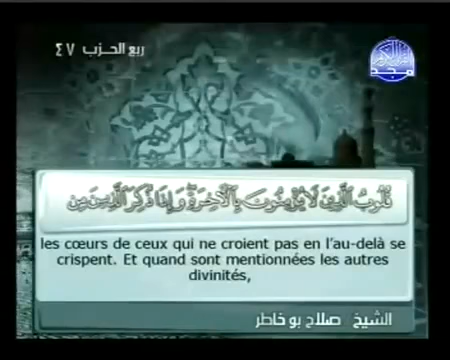 ربع الحزب ٤٧
مجد
قُلُوبُ الَّذِينَ لَا يُؤْمِنُونَ بِالْآخِرَةِ وَإِذَا ذُكِرَ الَّذِينَ مِن
les cœurs de ceux qui ne croient pas en l'au-delà se
crispent. Et quand sont mentionnées les autres
divinités,
الشيخ صلاح بو خاطر